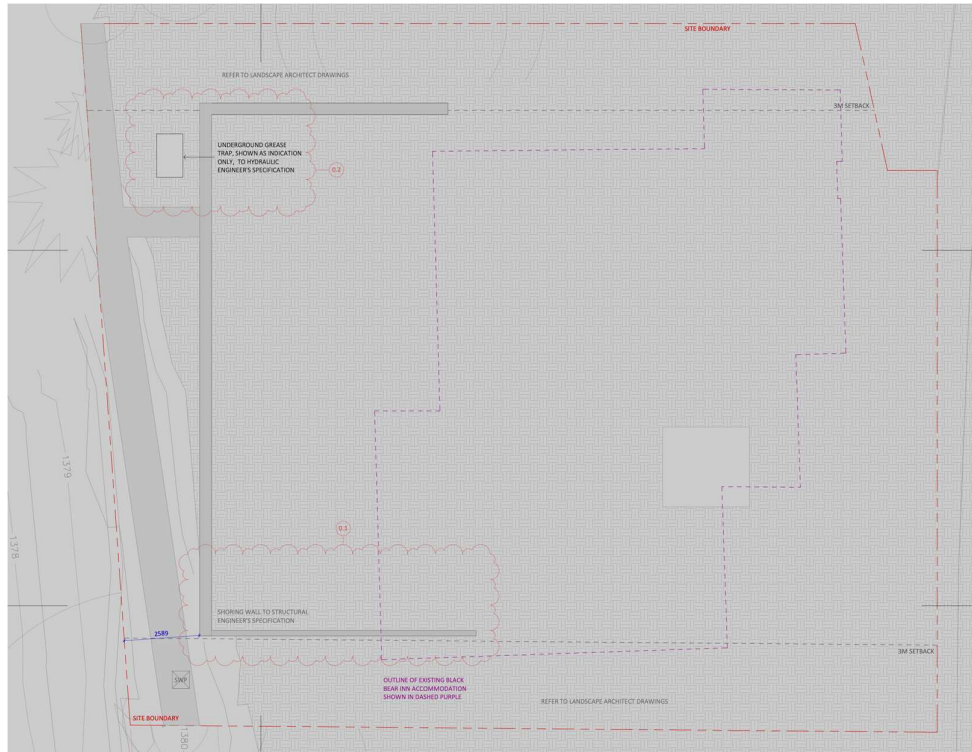 SITE BOUNDARY
REFER TO LANDSCAPE ARCHITECT DRAWINGS
3M SETBACK
UNDERGROUND GREASE
TRAP, SHOWN AS INDICATION
ONLY, TO HYDRAULIC
ENGINEER'S SPECIFICATION
0.2
1379
0.1
1378
SHORING WALL TO STRUCTURAL
ENGINEER'S SPECIFICATION
2589
3M SETBACK
SWP
OUTLINE OF EXISTING BLACK
BEAR INN ACCOMMODATION
SHOWN IN DASHED PURPLE
REFER TO LANDSCAPE ARCHITECT DRAWINGS
SITE BOUNDARY
1380